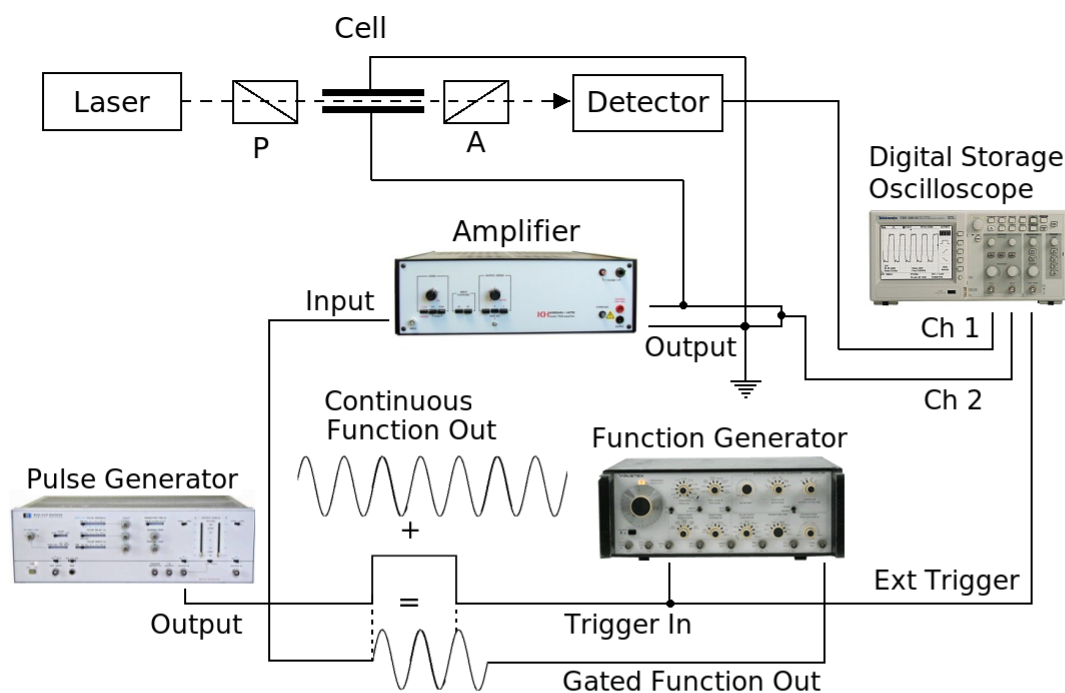 Cell
Laser
Detector
P
A
Digital Storage
Oscilloscope
Amplifier
Input
Ch 1
Output
Ch 2
Continuous
Function Out
Function Generator
Pulse Generator
+
=
Ext Trigger
Output
Trigger In
Gated Function Out